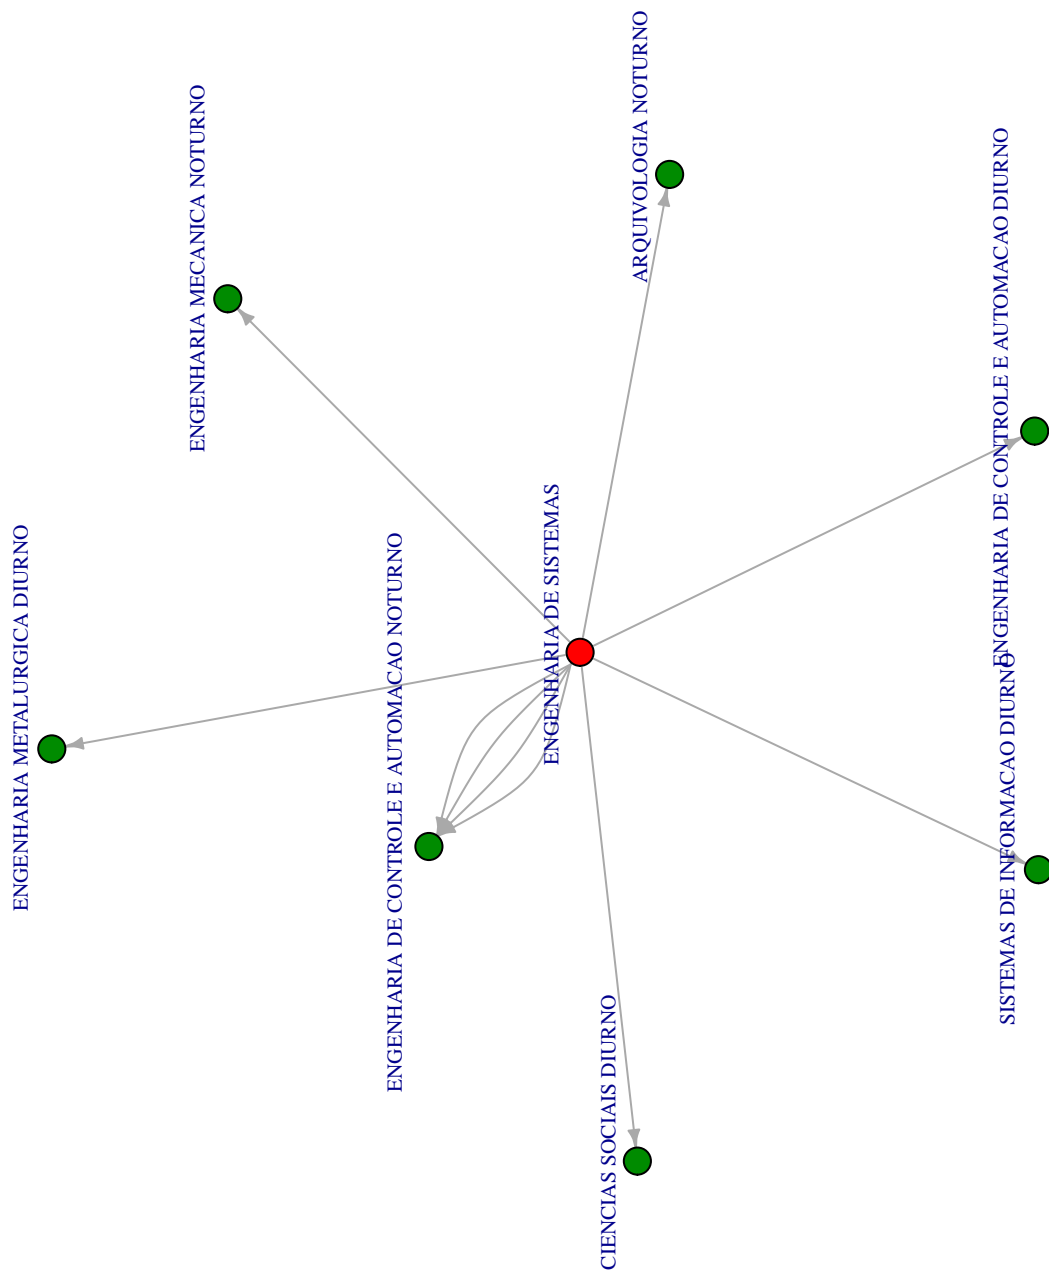 ARQUIVOLOGIA NOTURNO
ENGENHARIA MECANICA NOTURNO
ENGENHARIA DE CONTROLE E AUTOMACAO DIURNO
ENGENHARIA DE SISTEMAS
ENGENHARIA METALURGICA DIURNO
ENGENHARIA DE CONTROLE E AUTOMACAO NOTURNO
SISTEMAS DE INFORMACAO DIURNO
CIENCIAS SOCIAIS DIURNO